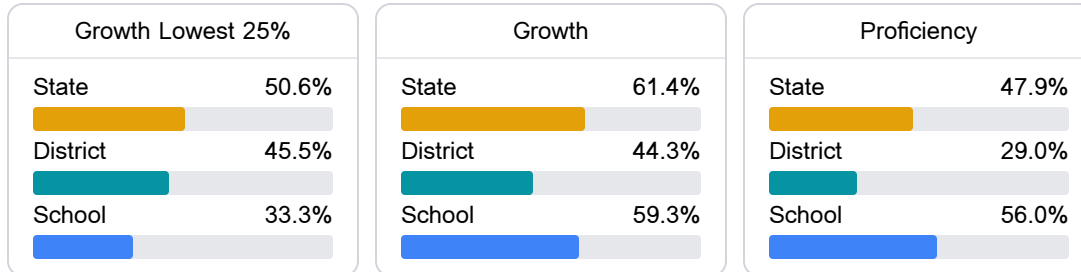 Growth Lowest 25%
State 50.6%
District 45.5%
School 33.3%
Growth
State 61.4%
District 44.3%
School 59.3%
Proficiency
State 47.9%
District 29.0%
School 56.0%